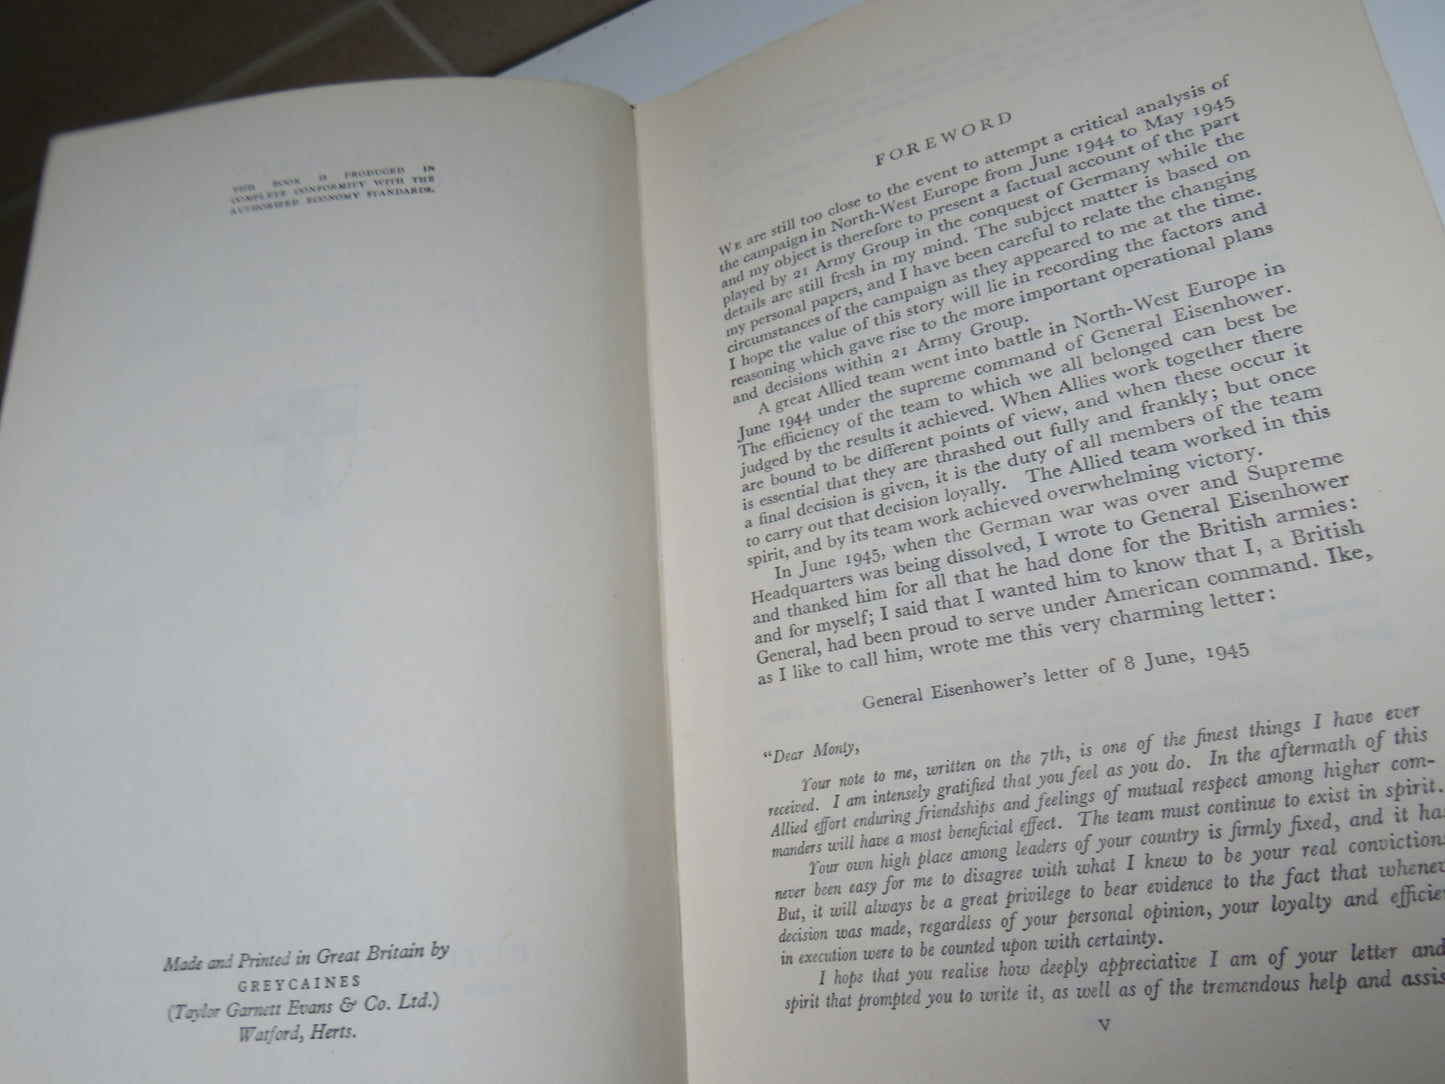 THIS BOOK IS PRODUCED IN
COMPLETE CONFORMITY WITH THE
AUTHORISED ECONOMY STANDARDS.
Made and Printed in Great Britain by
GREYCAINES
(Taylor Garnett Evans & Co. Ltd.)
Watford, Herts.
FOREWORD
WE are still too close to the event to attempt a critical analysis of
the campaign in North-West Europe from June 1944 to May 1945
and my object is therefore to present a factual account of the part
played by 21 Army Group in the conquest of Germany while the
details are still fresh in my mind. The subject matter is based on
my personal papers, and I have been careful to relate the changing
circumstances of the campaign as they appeared to me at the time.
I hope the value of this story will lie in recording the factors and
reasoning which gave rise to the more important operational plans
and decisions within 21 Army Group.
A great Allied team went into battle in North-West Europe in
June 1944 under the supreme command of General Eisenhower.
The efficiency of the team to which we all belonged can best be
judged by the results it achieved. When Allies work together there
are bound to be different points of view, and when these occur it
is essential that they are thrashed out fully and frankly; but once
a final decision is given, it is the duty of all members of the team
to carry out that decision loyally. The Allied team worked in this
spirit, and by its team work achieved overwhelming victory.
In June 1945, when the German war was over and Supreme
Headquarters was being dissolved, I wrote to General Eisenhower
and thanked him for all that he had done for the British armies:
and for myself; I said that I wanted him to know that I, a British
General, had been proud to serve under American command. Ike,
as I like to call him, wrote me this very charming letter:
General Eisenhower's letter of 8 June, 1945
"Dear Monty,
Your note to me, written on the 7th, is one of the finest things I have ever
received. I am intensely gratified that you feel as you do. In the aftermath of this
Allied effort enduring friendships and feelings of mutual respect among higher com-
manders will have a most beneficial effect. The team must continue to exist in spirit.
Your own high place among leaders of your country is firmly fixed, and it ha
never been easy for me to disagree with what I knew to be your real conviction
But, it will always be a great privilege to bear evidence to the fact that whenev
decision was made, regardless of your personal opinion, your loyalty and efficie
in execution were to be counted upon with certainty.
I hope that you realise how deeply appreciative I am of your letter and
spirit that prompted you to write it, as well as of the tremendous help and assis
V